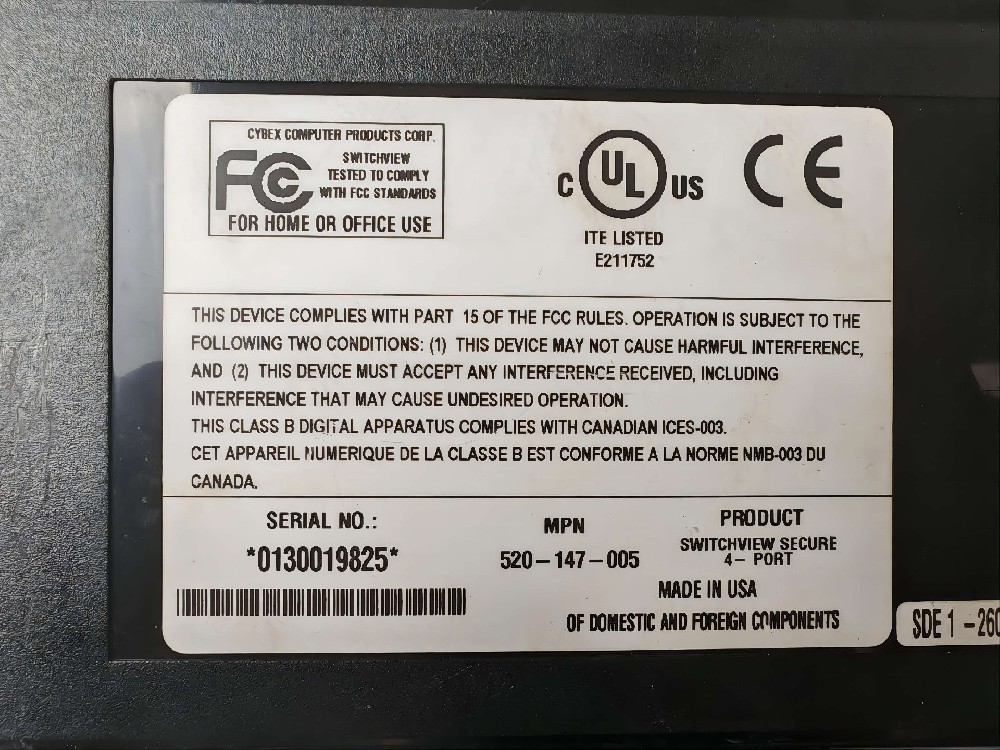 CYBEX COMPUTER PRODUCTS CORP.
FC
SWITCHVIEW
TESTED TO COMPLY
WITH FCC STANDARDS
FOR HOME OR OFFICE USE
C UL US CE
ITE LISTED
E211752
THIS DEVICE COMPLIES WITH PART 15 OF THE FCC RULES. OPERATION IS SUBJECT TO THE
FOLLOWING TWO CONDITIONS: (1) THIS DEVICE MAY NOT CAUSE HARMFUL INTERFERENCE,
AND (2) THIS DEVICE MUST ACCEPT ANY INTERFERENCE RECEIVED, INCLUDING
INTERFERENCE THAT MAY CAUSE UNDESIRED OPERATION.
THIS CLASS B DIGITAL APPARATUS COMPLIES WITH CANADIAN ICES-003.
CET APPAREIL NUMERIQUE DE LA CLASSE B EST CONFORME A LA NORME NMB-003 DU
CANADA.
SERIAL NO.:
*0130019825*
MPN
520-147-005
PRODUCT
SWITCHVIEW SECURE
4- PORT
MADE IN USA
OF DOMESTIC AND FOREIGN COMPONENTS
SDE 1 -260